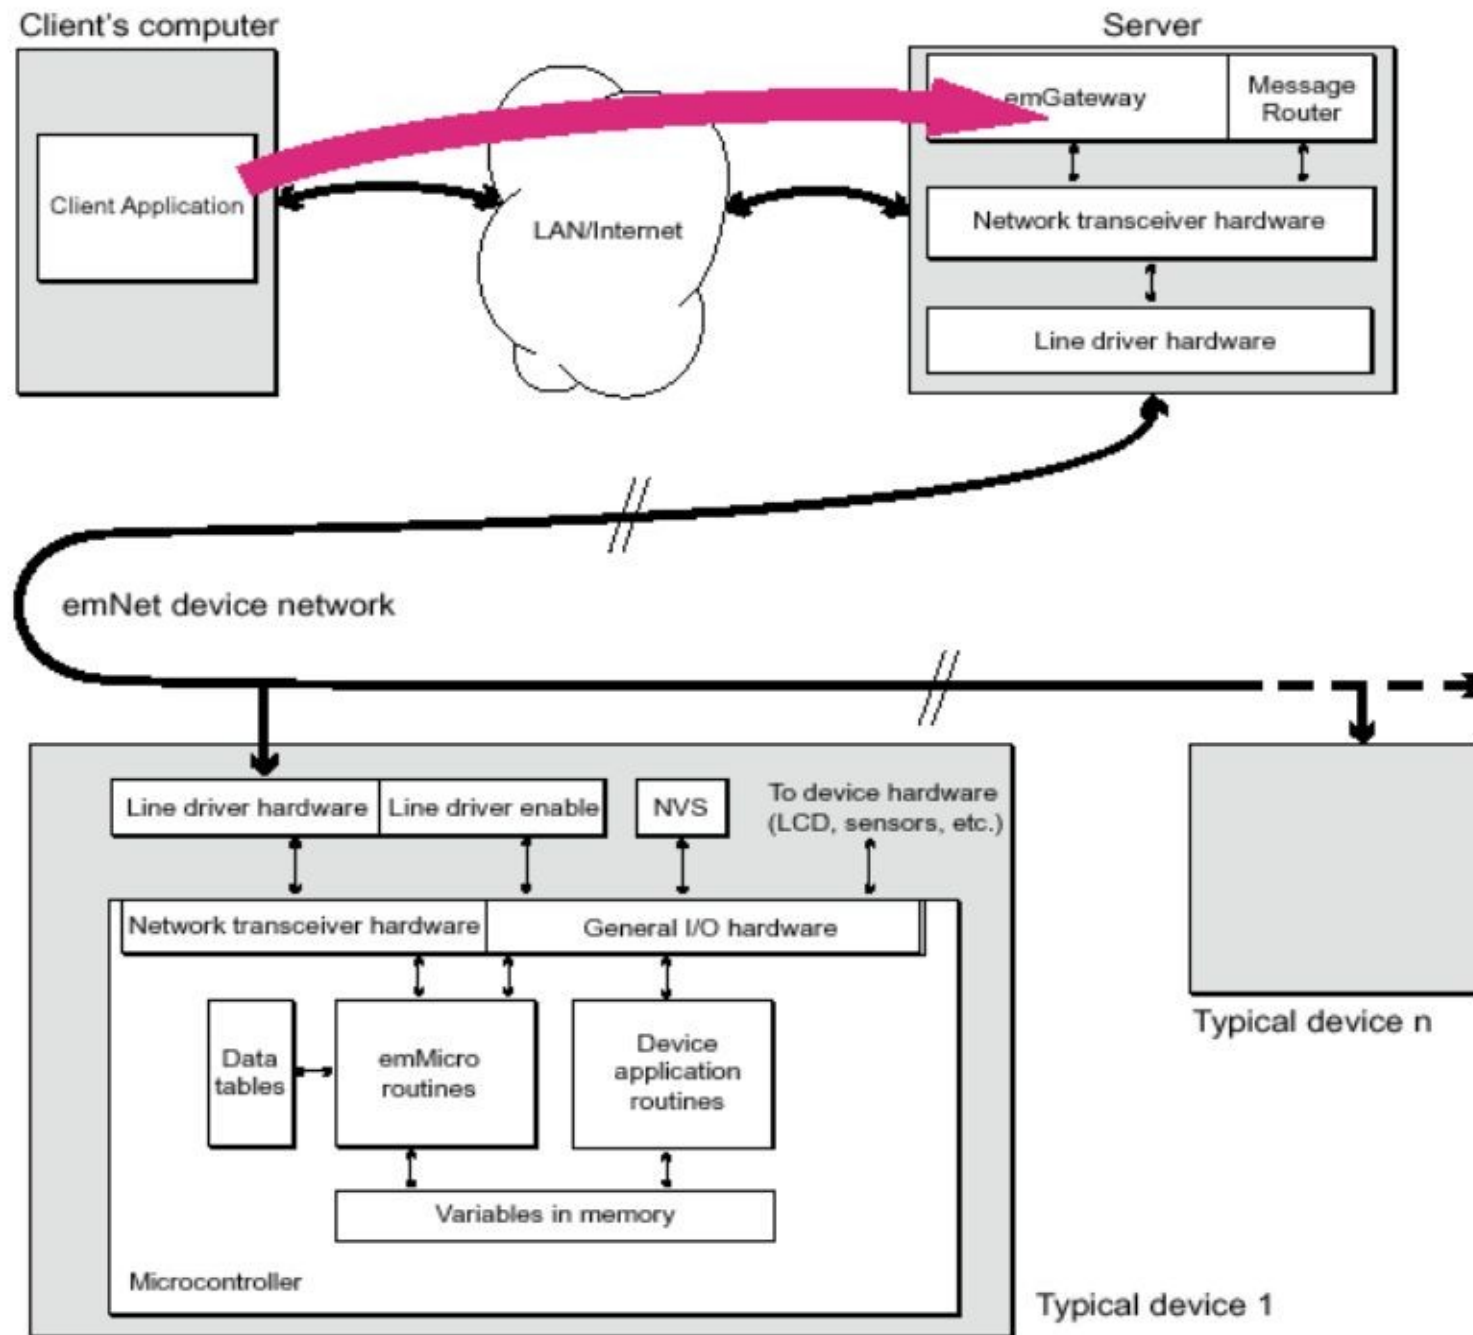 Client's computer
Server
emGateway
Message
Router
Client Application
LAN/Internet
Network transceiver hardware
Line driver hardware
emNet device network
Line driver hardware
Line driver enable
NVS
To device hardware
(LCD, sensors, etc.)
Network transceiver hardware
General I/O hardware
Data
tables
emMicro
routines
Device
application
routines
Variables in memory
Microcontroller
Typical device n
Typical device 1